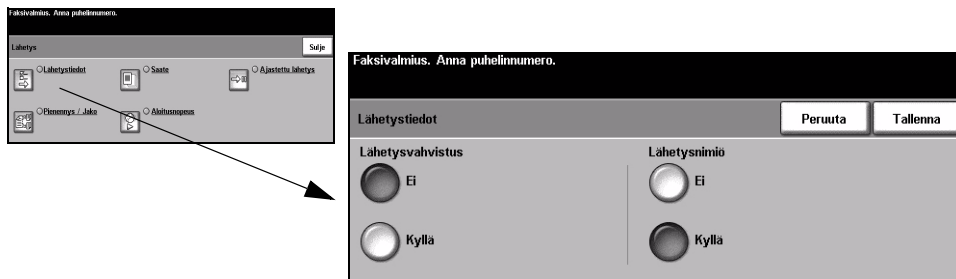 Faksivalmius. Anna puhelinnumero.
Lähetys
Sulje
Lähetystiedot
Saate
Ajastettu lähetys
Pienennys / Jako
Aloitusnopeus
Faksivalmius. Anna puhelinnumero.
Lähetystiedot
Peruuta
Tallenna
Lähetysvahvistus
Lähetysnimiö
Ei
Ei
Kyllä
Kyllä